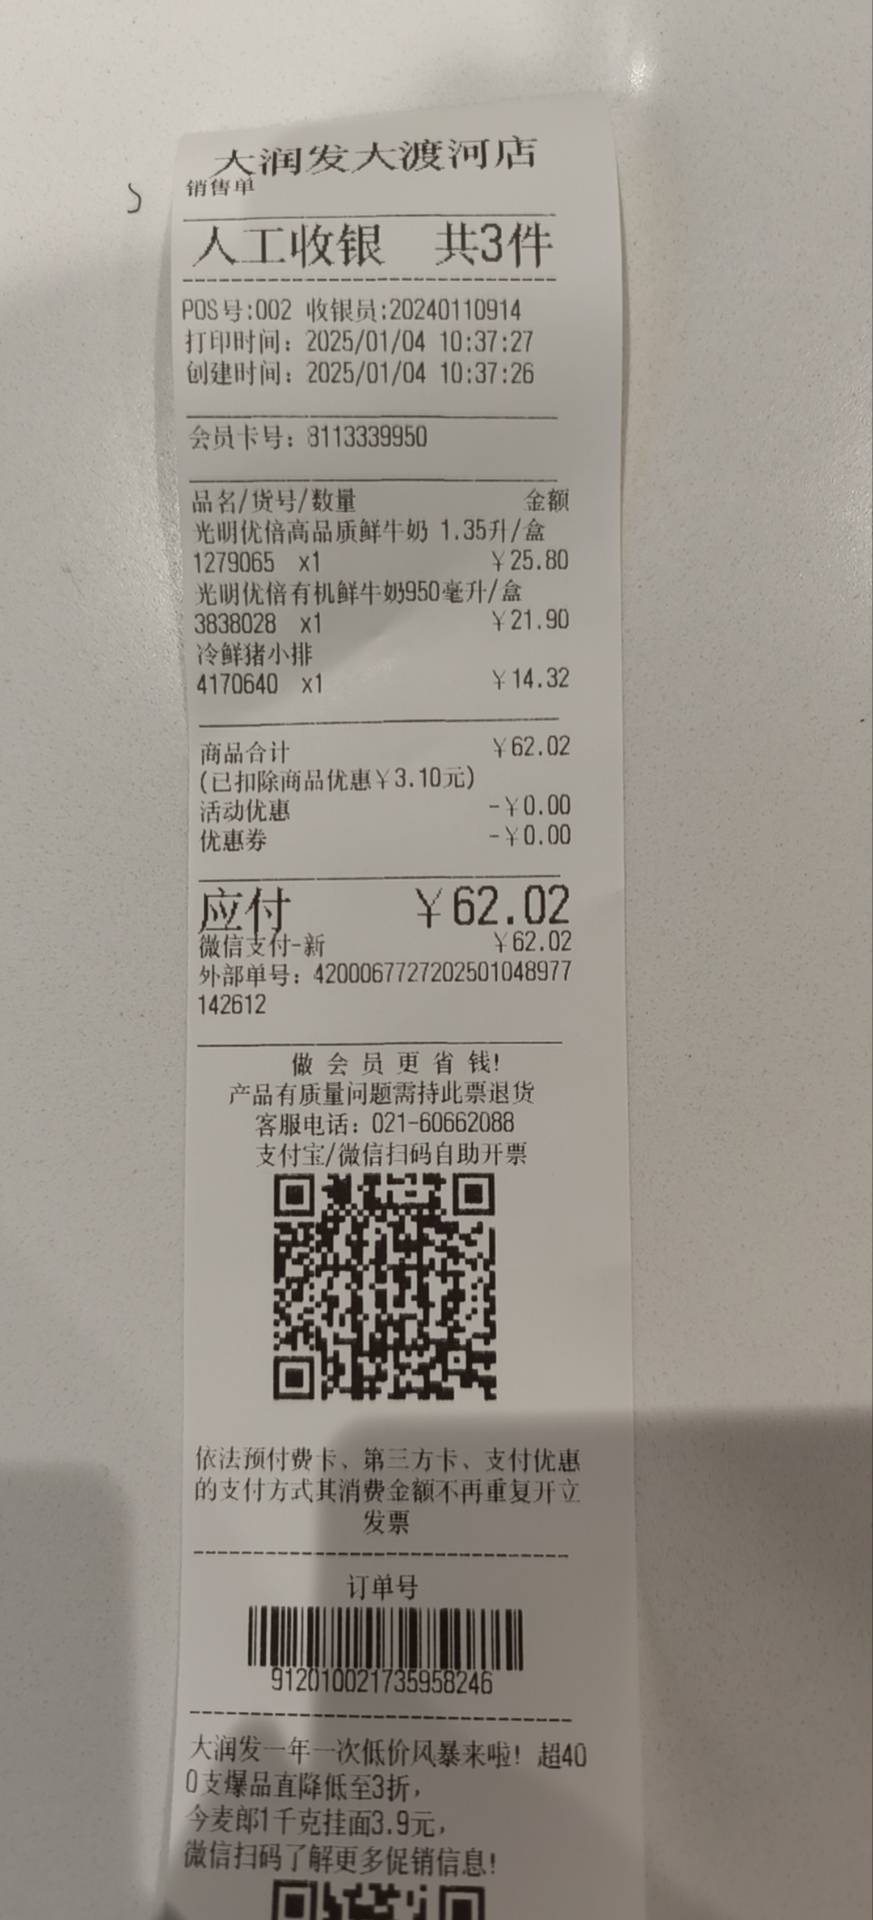 大润发大渡河店
销售单
人工收银 共3件
POS号:002 收银员:20240110914
打印时间：2025/01/04 10:37:27
创建时间：2025/01/04 10:37:26
会员卡号：8113339950
品名/货号/数量 金额
光明优倍高品质鲜牛奶 1.35升/盒
1279065 x1 ￥25.80
光明优倍有机鲜牛奶950毫升/盒
3838028 x1 ￥21.90
冷鲜猪小排
4170640 x1 ￥14.32
商品合计 ￥62.02
(已扣除商品优惠￥3.10元)
活动优惠 -￥0.00
优惠券 -￥0.00
应付 ￥62.02
微信支付-新 ￥62.02
外部单号：4200067727202501048977
142612
做会员更省钱!
产品有质量问题需持此票退货
客服电话：021-60662088
支付宝/微信扫码自助开票
依法预付费卡、第三方卡、支付优惠
的支付方式其消费金额不再重复开立
发票
订单号
912010021735958246
大润发一年一次低价风暴来啦！超40
0支爆品直降低至3折，
今麦郎1千克挂面3.9元，
微信扫码了解更多促销信息!